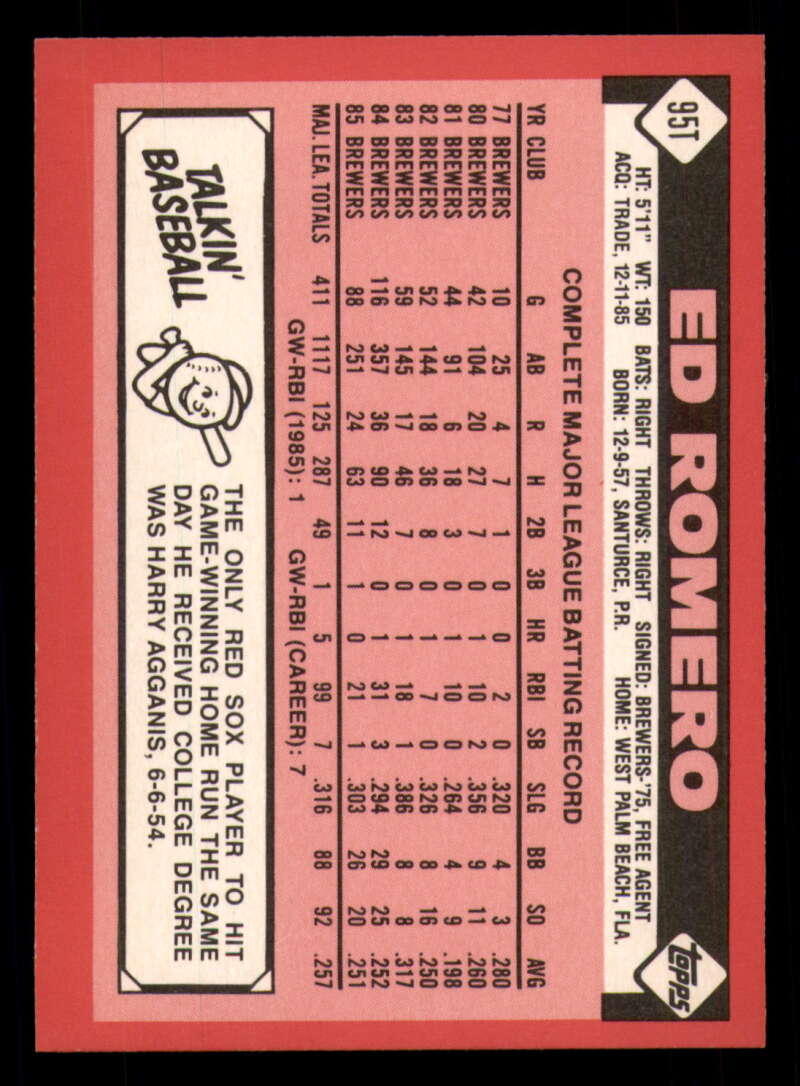 95T
ED ROMERO
topps
HT: 5'11" WT: 150 BATS: RIGHT THROWS: RIGHT SIGNED: BREWERS-'75, FREE AGENT
ACQ: TRADE, 12-11-85 BORN: 12-9-57, SANTURCE, P.R. HOME: WEST PALM BEACH, FLA.
COMPLETE MAJOR LEAGUE BATTING RECORD
YR CLUB G AB R H 2B 3B HR RBI SB SLG BB SO AVG
77 BREWERS 10 25 4 7 1 0 0 2 0 .320 4 3 .280
80 BREWERS 42 104 20 27 7 0 1 10 2 .356 9 11 .260
81 BREWERS 44 91 6 18 3 0 1 10 0 .264 4 9 .198
82 BREWERS 52 144 18 36 8 0 1 7 0 .326 8 16 .250
83 BREWERS 59 145 17 46 7 0 1 18 1 .386 8 8 .317
84 BREWERS 116 357 36 90 12 0 1 31 3 .294 29 25 .252
85 BREWERS 88 251 24 63 11 1 0 21 1 .303 26 20 .251
MAJ. LEA. TOTALS 411 1117 125 287 49 1 5 99 7 .316 88 92 .257
GW-RBI (1985): 1 GW-RBI (CAREER): 7
TALKIN'
BASEBALL
THE ONLY RED SOX PLAYER TO HIT
GAME-WINNING HOME RUN THE SAME
DAY HE RECEIVED COLLEGE DEGREE
WAS HARRY AGGANIS, 6-6-54.